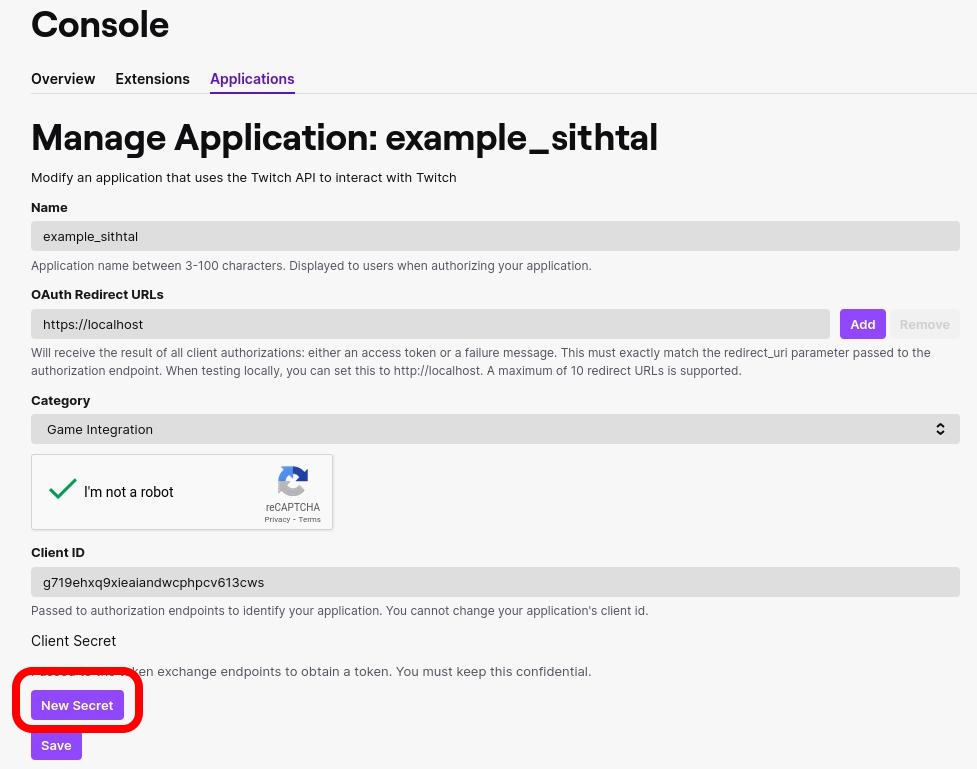 Console
Overview Extensions Applications
Manage Application: example_sithtal
Modify an application that uses the Twitch API to interact with Twitch
Name
example_sithtal
Application name between 3-100 characters. Displayed to users when authorizing your application.
OAuth Redirect URLs
https://localhost Add Remove
Will receive the result of all client authorizations: either an access token or a failure message. This must exactly match the redirect_uri parameter passed to the
authorization endpoint. When testing locally, you can set this to http://localhost. A maximum of 10 redirect URLs is supported.
Category
Game Integration
I'm not a robot
reCAPTCHA
Privacy - Terms
Client ID
g719ehxq9xieaiandwcphpcv613cws
Passed to authorization endpoints to identify your application. You cannot change your application's client id.
Client Secret
exchange endpoints to obtain a token. You must keep this confidential.
New Secret
Save